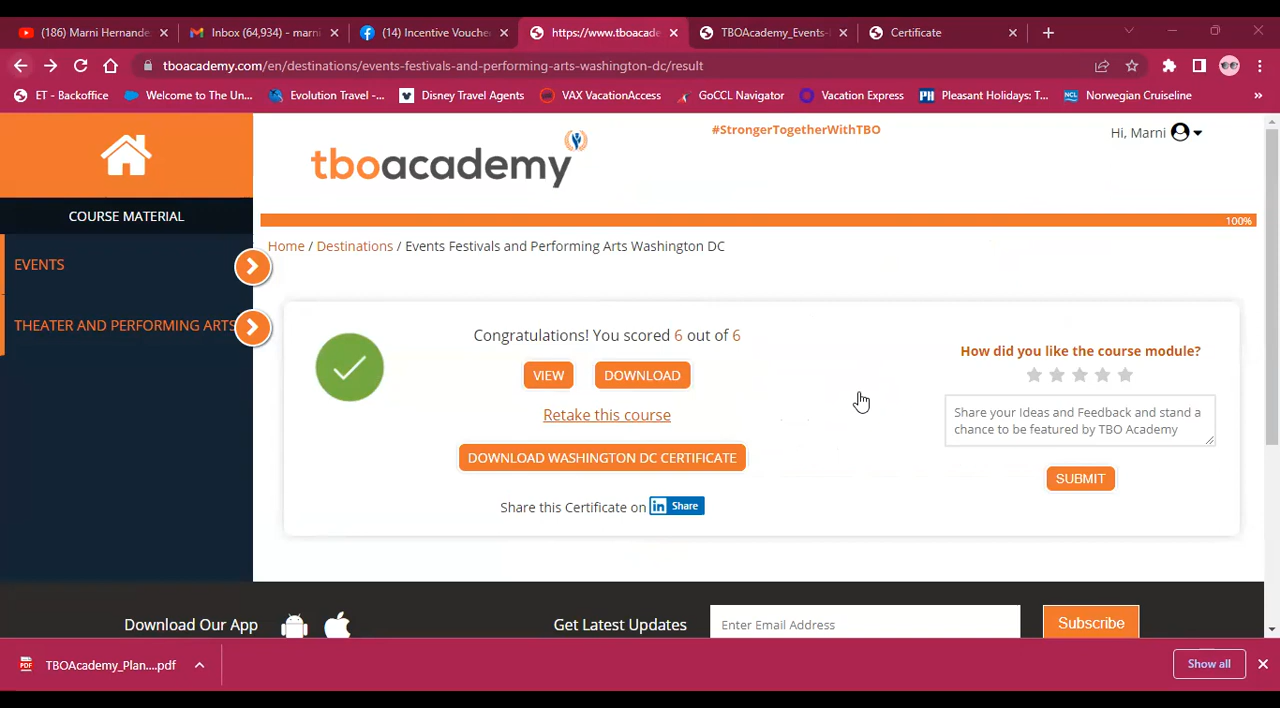 (186) Marni Hernande
Inbox (64,934) - marni
(14) Incentive Vouche
https://www.tboacade
TBOAcademy_Events-
Certificate
tboacademy.com/en/destinations/events-festivals-and-performing-arts-washington-dc/result
ET - Backoffice
Welcome to The Un...
Evolution Travel -...
Disney Travel Agents
VAX VacationAccess
GoCCL Navigator
Vacation Express
PH Pleasant Holidays: T...
NCL Norwegian Cruiseline
»
#StrongerTogetherWithTBO
Hi, Marni
tboacademy
COURSE MATERIAL
100%
Home / Destinations / Events Festivals and Performing Arts Washington DC
EVENTS
THEATER AND PERFORMING ARTS
Congratulations! You scored 6 out of 6
VIEW
DOWNLOAD
Retake this course
DOWNLOAD WASHINGTON DC CERTIFICATE
Share this Certificate on in Share
How did you like the course module?
Share your Ideas and Feedback and stand a
chance to be featured by TBO Academy
SUBMIT
Download Our App
Get Latest Updates
Enter Email Address
Subscribe
PDF TBOAcademy_Plan....pdf
Show all